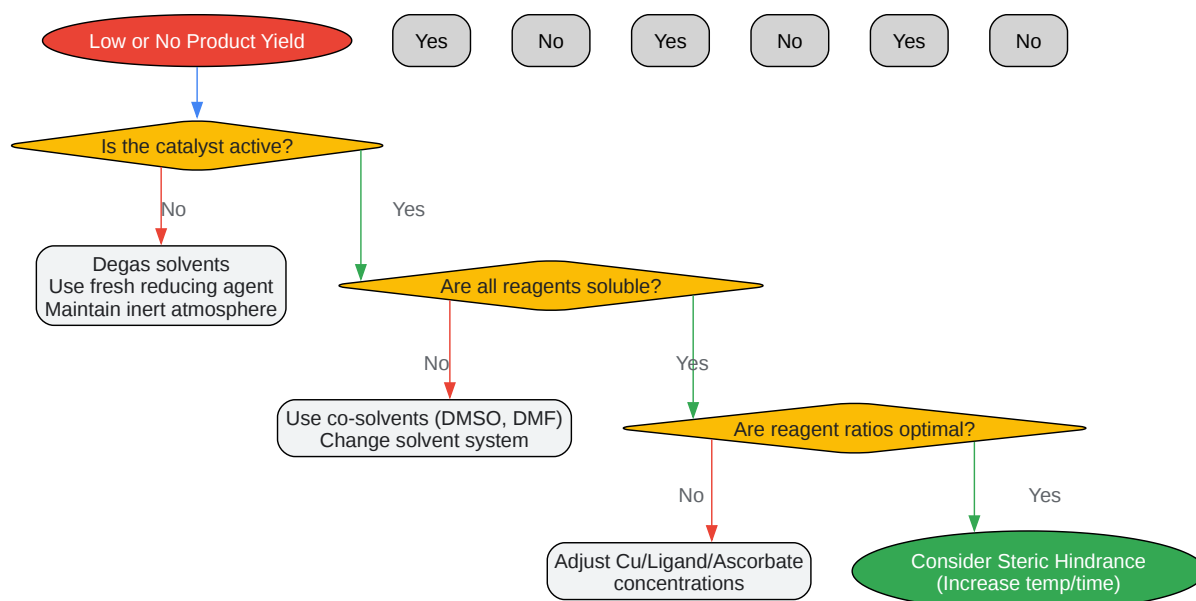 Low or No Product Yield
Yes
No
Yes
No
Yes
No
Is the catalyst active?
No
Yes
Degas solvents
Use fresh reducing agent
Maintain inert atmosphere
Are all reagents soluble?
No
Yes
Use co-solvents (DMSO, DMF)
Change solvent system
Are reagent ratios optimal?
No
Yes
Adjust Cu/Ligand/Ascorbate
concentrations
Consider Steric Hindrance
(Increase temp/time)